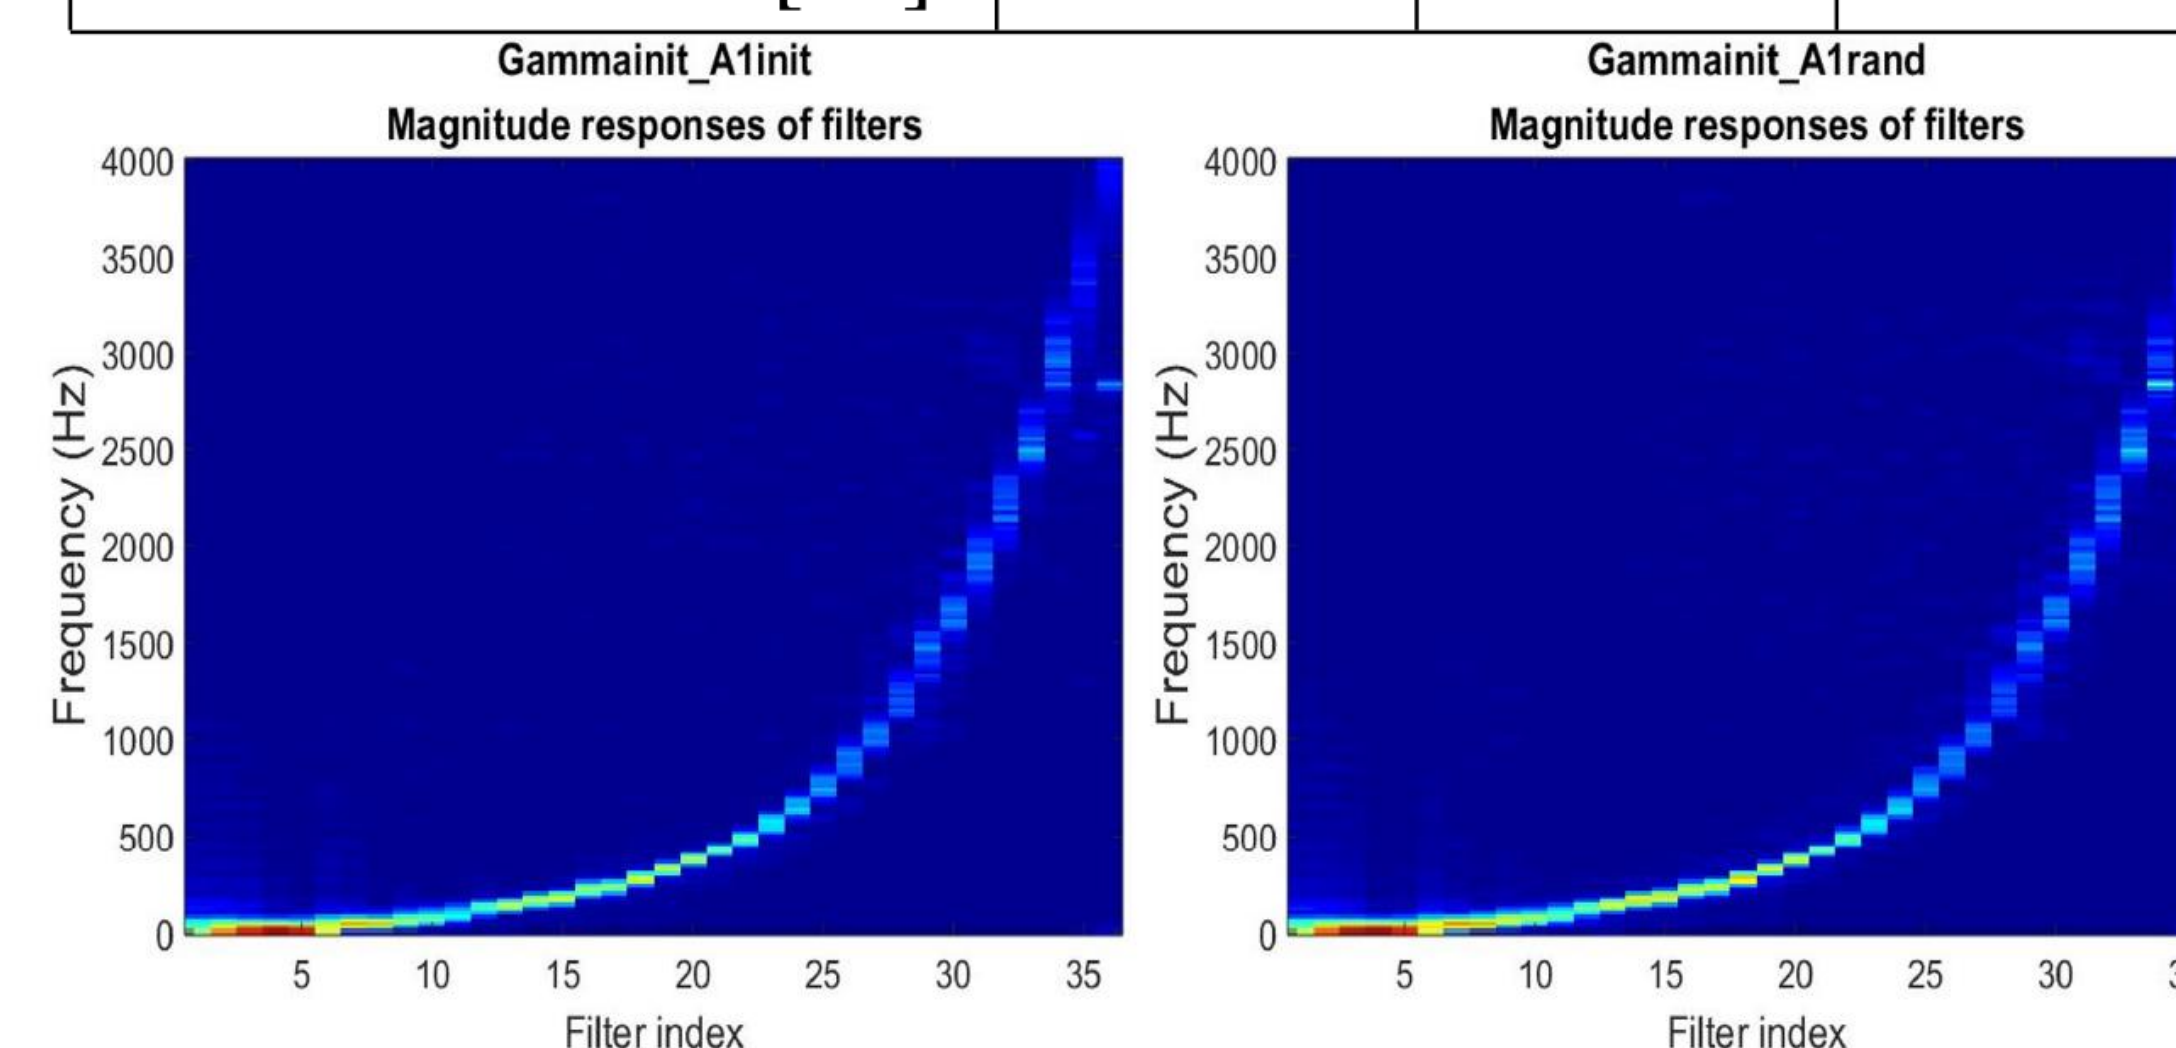 Gammainit_A1init
Magnitude responses of filters
4000
3500
3000
2500
2000
1500
1000
500
0
Frequency (Hz)
5 10 15 20 25 30 35
Filter index
Gammainit_A1rand
Magnitude responses of filters
4000
3500
3000
2500
2000
1500
1000
500
0
Frequency (Hz)
5 10 15 20 25 30
Filter index